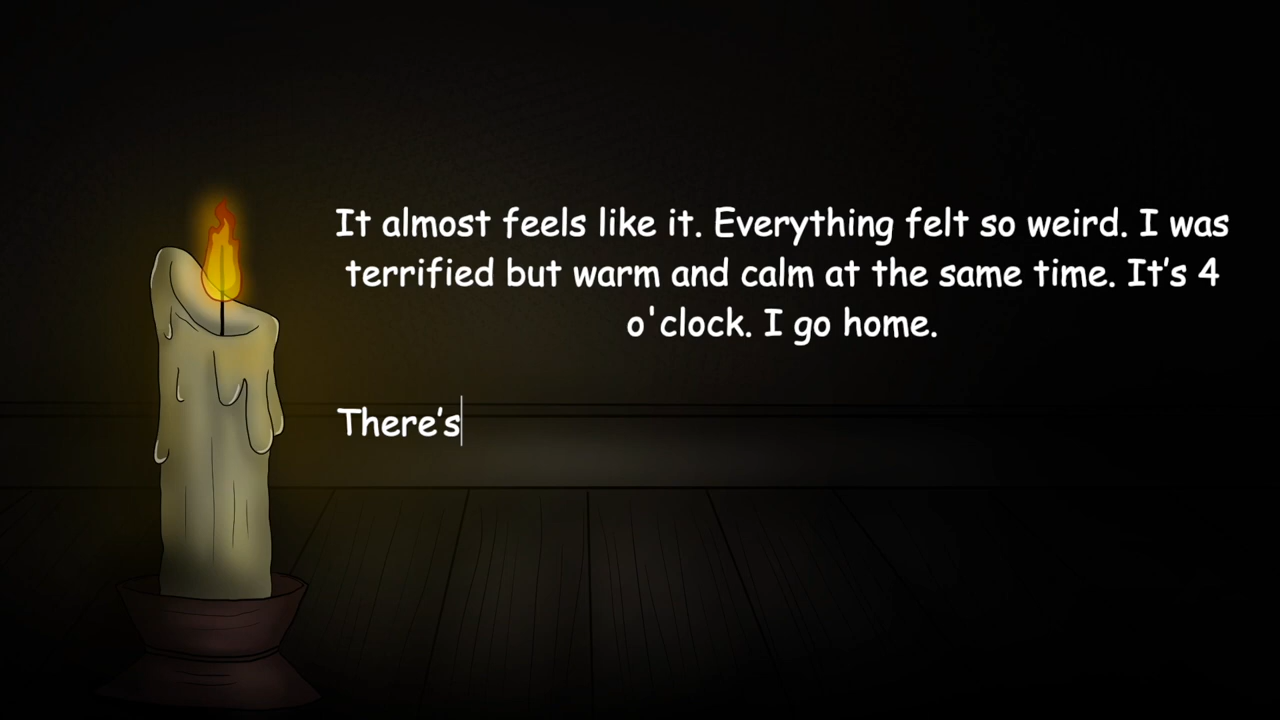 It almost feels like it. Everything felt so weird. I was
terrified but warm and calm at the same time. It's 4
o'clock. I go home.
There's